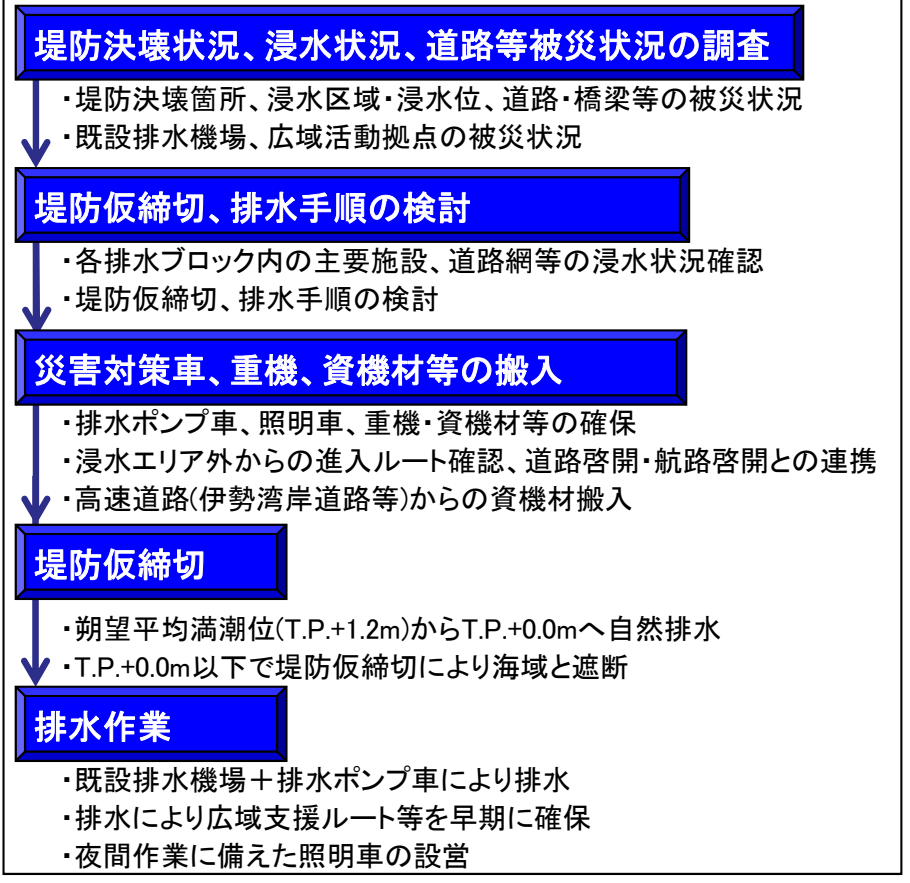 堤防決壊状況、浸水状況、道路等被災状況の調査
・堤防決壊箇所、浸水区域・浸水位、道路・橋梁等の被災状況
・既設排水機場、広域活動拠点の被災状況
堤防仮締切、排水手順の検討
・各排水ブロック内の主要施設、道路網等の浸水状況確認
・堤防仮締切、排水手順の検討
災害対策車、重機、資機材等の搬入
・排水ポンプ車、照明車、重機・資機材等の確保
・浸水エリア外からの進入ルート確認、道路啓開・航路啓開との連携
・高速道路(伊勢湾岸道路等)からの資機材搬入
堤防仮締切
・朔望平均満潮位(T.P.+1.2m)からT.P.+0.0mへ自然排水
・T.P.+0.0m以下で堤防仮締切により海域と遮断
排水作業
・既設排水機場＋排水ポンプ車により排水
・排水により広域支援ルート等を早期に確保
・夜間作業に備えた照明車の設営